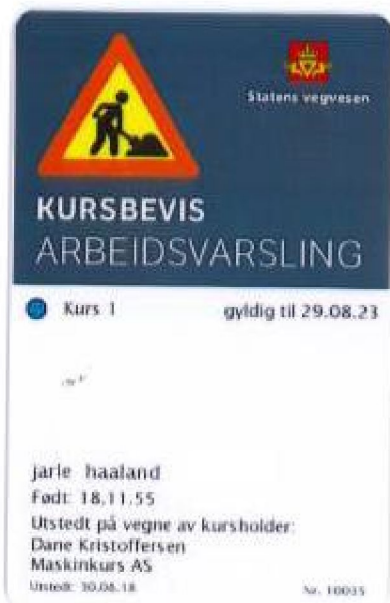 Statens vegvesen
KURSBEVIS
ARBEIDSVARSLING
Kurs 1 gyldig til 29.08.23
jarle haaland
Født: 18.11.55
Utstedt på vegne av kursholder:
Dane Kristoffersen
Maskinkurs AS
Utstedt: 30.08.18 Nr. 10035